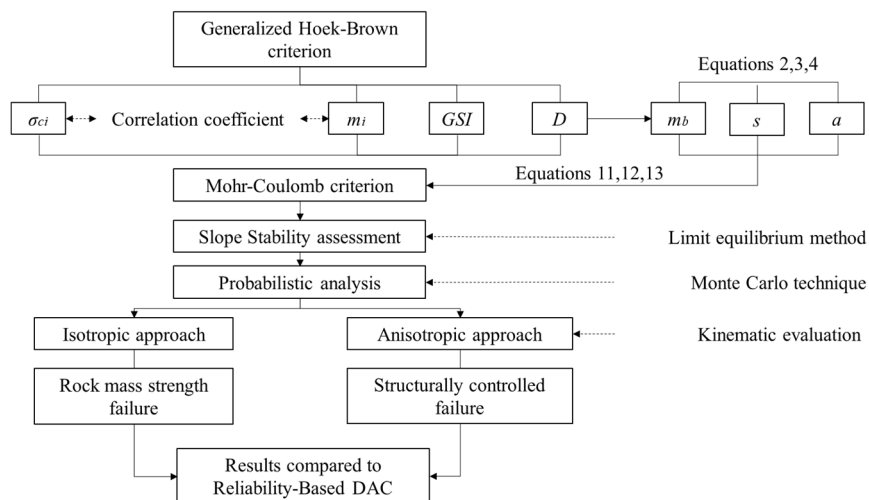 Generalized Hoek-Brown
criterion
Equations 2,3,4
σci
Correlation coefficient
mi
GSI
D
mb
s
a
Equations 11,12,13
Mohr-Coulomb criterion
Slope Stability assessment
Limit equilibrium method
Probabilistic analysis
Monte Carlo technique
Isotropic approach
Anisotropic approach
Kinematic evaluation
Rock mass strength
failure
Structurally controlled
failure
Results compared to
Reliability-Based DAC